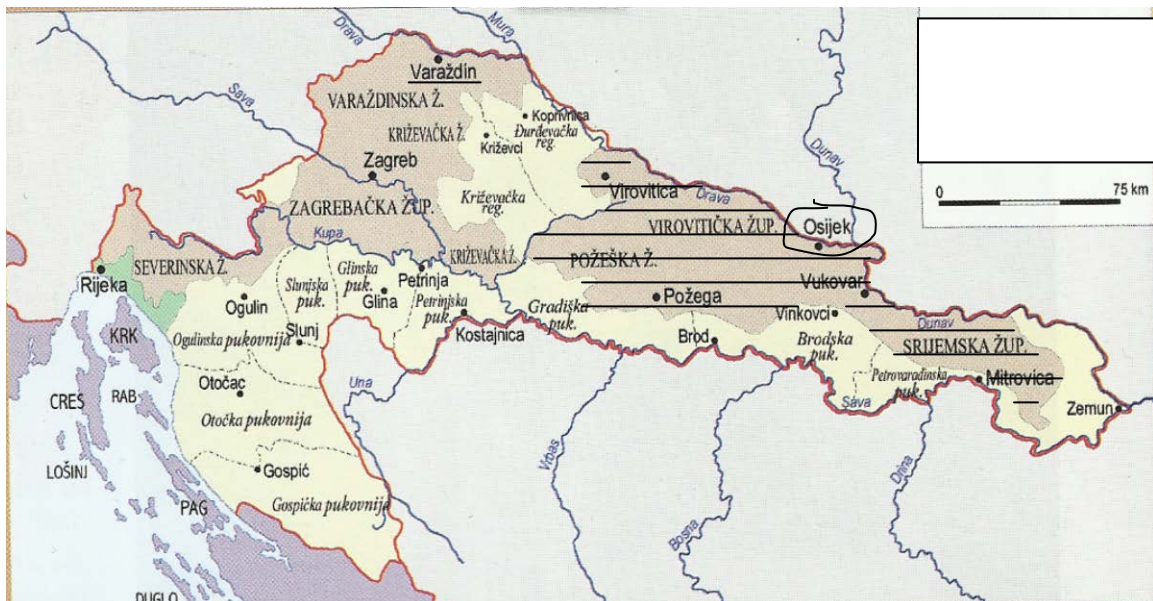 Drava
Mura
Varaždin
VARAŽDINSKA Ž.
Sava
Koprivnica
Đurđevačka
reg.
KRIŽEVAČKA Ž.
Križevci
Dunav
Zagreb
Virovitica
Drava
Križevačka
reg.
0 75 km
ZAGREBAČKA ŽUP.
VIROVITIČKA ŽUP.
Osijek
Kupa
KRIŽEVAČKA Ž.
POŽEŠKA Ž.
SEVERINSKA Ž.
Rijeka
Slunjska
puk.
Glinska
puk.
Glina
Petrinja
Petrinjska
puk.
Gradiška
puk.
Požega
Vukovar
Ogulin
Vinkovci
Kostajnica
Slunj
Ogulinska pukovnija
KRK
Brod
Brodska
puk.
Dunav
SRIJEMSKA ŽUP.
Petrovaradinska
puk.
Mitrovica
Otočac
Una
CRES
RAB
Sava
Zemun
Otočka pukovnija
LOŠINJ
Gospić
Vrbas
Drina
PAG
Gospićka pukovnija
Bosna
DUGI O